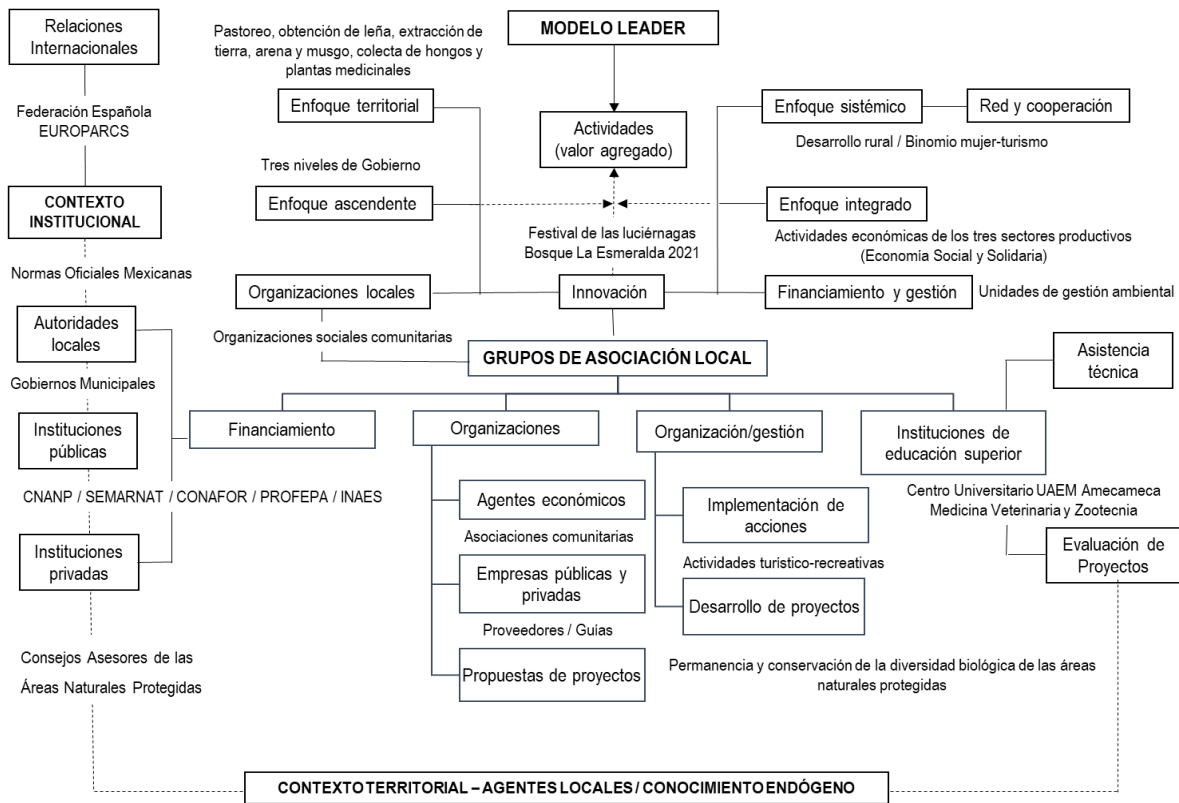 Relaciones
Internacionales
Federación Española
EUROPARCS
CONTEXTO
INSTITUCIONAL
Normas Oficiales Mexicanas
Autoridades
locales
Gobiernos Municipales
Instituciones
públicas
CNANP / SEMARNAT / CONAFOR / PROFEPA / INAES
Instituciones
privadas
Consejos Asesores de las
Áreas Naturales Protegidas
MODELO LEADER
Pastoreo, obtención de leña, extracción de
tierra, arena y musgo, colecta de hongos y
plantas medicinales
Enfoque territorial
Tres niveles de Gobierno
Enfoque ascendente
Actividades
(valor agregado)
Enfoque sistémico
Red y cooperación
Desarrollo rural / Binomio mujer-turismo
Enfoque integrado
Actividades económicas de los tres sectores productivos
(Economía Social y Solidaria)
Festival de las luciérnagas
Bosque La Esmeralda 2021
Organizaciones locales
Innovación
Financiamiento y gestión
Unidades de gestión ambiental
Organizaciones sociales comunitarias
GRUPOS DE ASOCIACIÓN LOCAL
Asistencia
técnica
Financiamiento
Organizaciones
Organización/gestión
Instituciones de
educación superior
Agentes económicos
Asociaciones comunitarias
Empresas públicas y
privadas
Proveedores / Guías
Propuestas de proyectos
Implementación de
acciones
Actividades turístico-recreativas
Desarrollo de proyectos
Centro Universitario UAEM Amecameca
Medicina Veterinaria y Zootecnia
Evaluación de
Proyectos
Permanencia y conservación de la diversidad biológica de las áreas
naturales protegidas
CONTEXTO TERRITORIAL – AGENTES LOCALES / CONOCIMIENTO ENDÓGENO